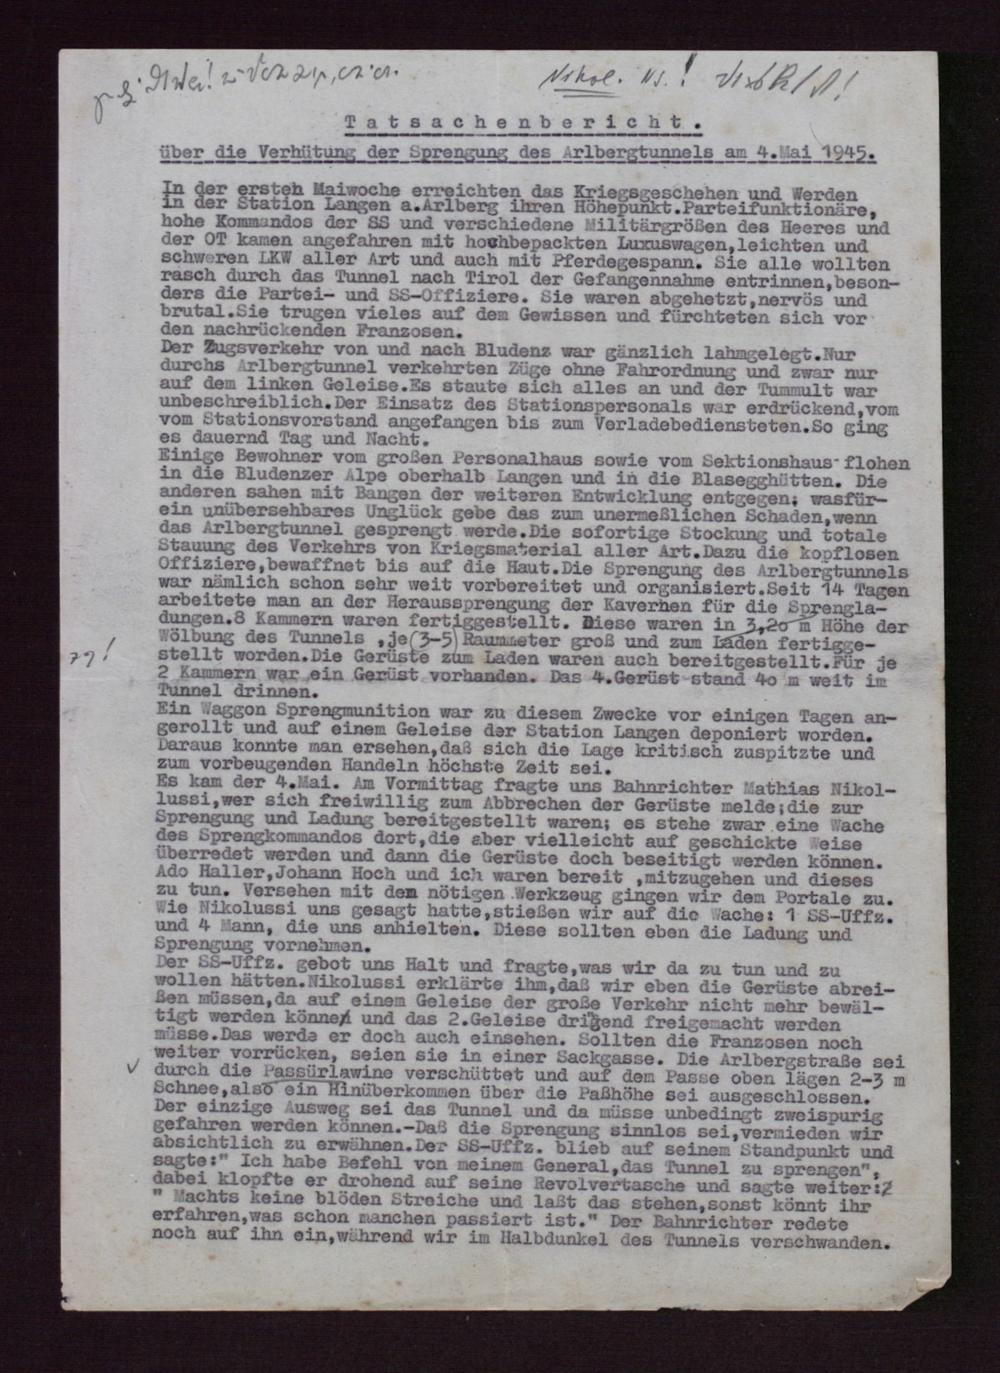 Nikol. NS.!
Tatsachenbericht.
über die Verhütung der Sprengung des Arlbergtunnels am 4.Mai 1945.
In der ersten Maiwoche erreichten das Kriegsgeschehen und Werden
in der Station Langen a.Arlberg ihren Höhepunkt.Parteifunktionäre,
hohe Kommandos der SS und verschiedene Militärgrößen des Heeres und
der OT kamen angefahren mit hochbepackten Luxuswagen,leichten und
schweren LKW aller Art und auch mit Pferdegespann. Sie alle wollten
rasch durch das Tunnel nach Tirol der Gefangennahme entrinnen,beson-
ders die Partei- und SS-Offiziere. Sie waren abgehetzt,nervös und
brutal.Sie trugen vieles auf dem Gewissen und fürchteten sich vor
den nachrückenden Franzosen.
Der Zugsverkehr von und nach Bludenz war gänzlich lahmgelegt.Nur
durchs Arlbergtunnel verkehrten Züge ohne Fahrordnung und zwar nur
auf dem linken Geleise.Es staute sich alles an und der Tummult war
unbeschreiblich.Der Einsatz des Stationspersonals war erdrückend,vom
vom Stationsvorstand angefangen bis zum Verladebediensteten.So ging
es dauernd Tag und Nacht.
Einige Bewohner vom großen Personalhaus sowie vom Sektionshaus flohen
in die Bludenzer Alpe oberhalb Langen und in die Blasegghütten. Die
anderen sahen mit Bangen der weiteren Entwicklung entgegen; wasfür-
ein unübersehbares Unglück gebe das zum unermeßlichen Schaden,wenn
das Arlbergtunnel gesprengt werde.Die sofortige Stockung und totale
Stauung des Verkehrs von Kriegsmaterial aller Art.Dazu die kopflosen
Offiziere,bewaffnet bis auf die Haut.Die Sprengung des Arlbergtunnels
war nämlich schon sehr weit vorbereitet und organisiert.Seit 14 Tagen
arbeitete man an der Heraussprengung der Kavernen für die Sprengla-
dungen.8 Kammern waren fertiggestellt. Diese waren in 3,2o m Höhe der
Wölbung des Tunnels ,je(3-5)Raummeter groß und zum Laden fertigge-
stellt worden.Die Gerüste zum Laden waren auch bereitgestellt.Für je
2 Kammern war ein Gerüst vorhanden. Das 4.Gerüst stand 4o m weit im
Tunnel drinnen.
Ein Waggon Sprengmunition war zu diesem Zwecke vor einigen Tagen an-
gerollt und auf einem Geleise der Station Langen deponiert worden.
Daraus konnte man ersehen,daß sich die Lage kritisch zuspitzte und
zum vorbeugenden Handeln höchste Zeit sei.
Es kam der 4.Mai. Am Vormittag fragte uns Bahnrichter Mathias Nikol-
lussi,wer sich freiwillig zum Abbrechen der Gerüste melde;die zur
Sprengung und Ladung bereitgestellt waren; es stehe zwar eine Wache
des Sprengkommandos dort,die aber vielleicht auf geschickte Weise
überredet werden und dann die Gerüste doch beseitigt werden können.
Ado Haller,Johann Hoch und ich waren bereit ,mitzugehen und dieses
zu tun. Versehen mit dem nötigen Werkzeug gingen wir dem Portale zu.
Wie Nikolussi uns gesagt hatte,stießen wir auf die Wache: 1 SS-Uffz.
und 4 Mann, die uns anhielten. Diese sollten eben die Ladung und
Sprengung vornehmen.
Der SS-Uffz. gebot uns Halt und fragte,was wir da zu tun und zu
wollen hätten.Nikolussi erklärte ihm,daß wir eben die Gerüste abrei-
ßen müssen,da auf einem Geleise der große Verkehr nicht mehr bewäl-
tigt werden können und das 2.Geleise dringend freigemacht werden
müsse.Das werde er doch auch einsehen. Sollten die Franzosen noch
weiter vorrücken, seien sie in einer Sackgasse. Die Arlbergstraße sei
durch die Passürlawine verschüttet und auf dem Passe oben lägen 2-3 m
Schnee,also ein Hinüberkommen über die Paßhöhe sei ausgeschlossen.
Der einzige Ausweg sei das Tunnel und da müsse unbedingt zweispurig
gefahren werden können.-Daß die Sprengung sinnlos sei,vermieden wir
absichtlich zu erwähnen.Der SS-Uffz. blieb auf seinem Standpunkt und
sagte:" Ich habe Befehl von meinem General,das Tunnel zu sprengen",
dabei klopfte er drohend auf seine Revolvertasche und sagte weiter:
" Machts keine blöden Streiche und laßt das stehen,sonst könnt ihr
erfahren,was schon manchen passiert ist." Der Bahnrichter redete
noch auf ihn ein,während wir im Halbdunkel des Tunnels verschwanden.